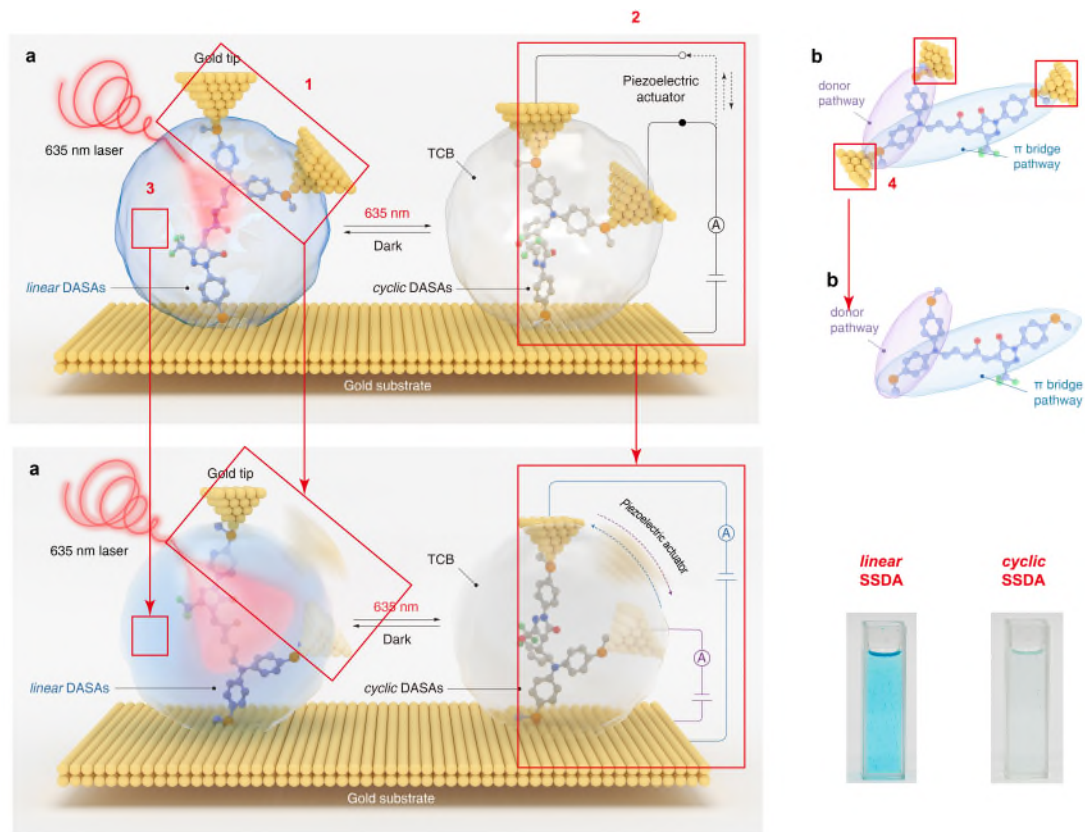 2
a
Gold tip
1
635 nm laser
3
linear DASAs
635 nm
Dark
TCB
cyclic DASAs
Piezoelectric
actuator
A
Gold substrate
b
donor
pathway
π bridge
pathway
4
b
donor
pathway
π bridge
pathway
a
Gold tip
635 nm laser
linear DASAs
635 nm
Dark
TCB
cyclic DASAs
Piezoelectric actuator
A
A
Gold substrate
linear
SSDA
cyclic
SSDA